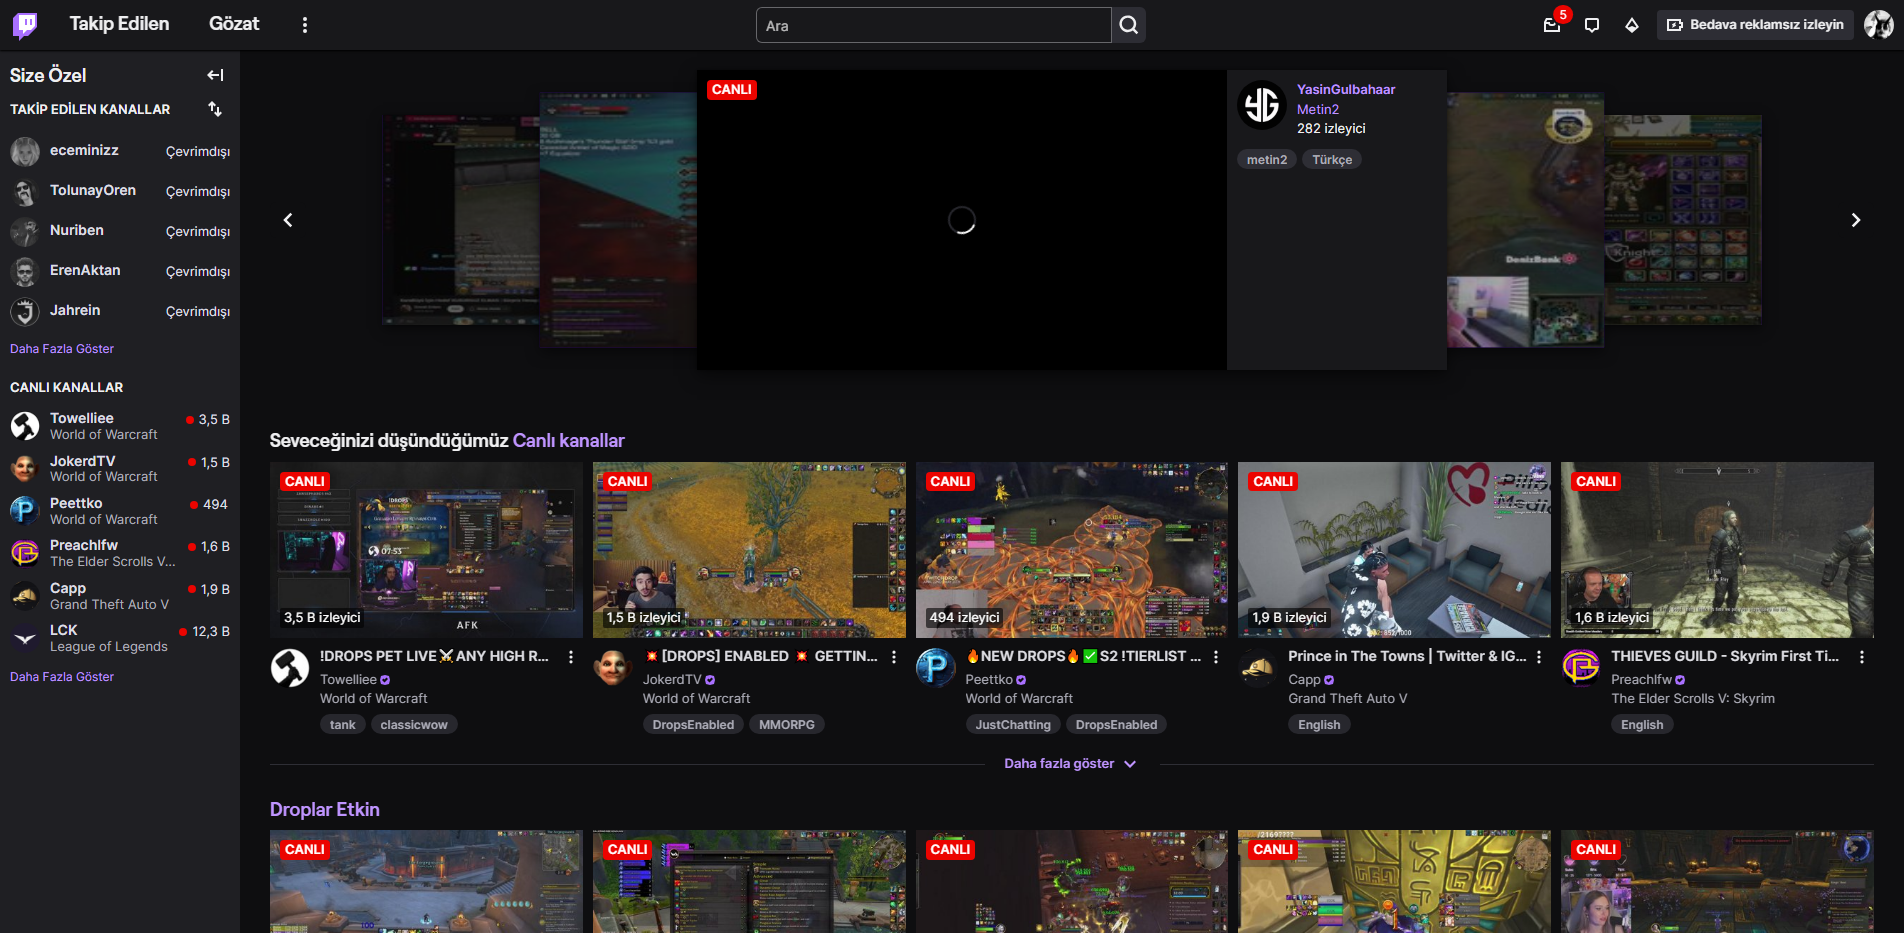 Takip Edilen
Gözat
Ara
5
Bedava reklamsız izleyin
Size Özel
TAKİP EDİLEN KANALLAR
eceminizz Çevrimdışı
TolunayOren Çevrimdışı
Nuriben Çevrimdışı
ErenAktan Çevrimdışı
Jahrein Çevrimdışı
Daha Fazla Göster
CANLI KANALLAR
Towelliee 3,5 B
World of Warcraft
JokerdTV 1,5 B
World of Warcraft
Peettko 494
World of Warcraft
Preachlfw 1,6 B
The Elder Scrolls V...
Capp 1,9 B
Grand Theft Auto V
LCK 12,3 B
League of Legends
Daha Fazla Göster
CANLI
YasinGulbahaar
Metin2
282 izleyici
metin2 Türkçe
DenizBank
Knight
Seveceğinizi düşündüğümüz Canlı kanallar
CANLI
!DROPS
07:53
AFK
3,5 B izleyici
!DROPS PET LIVE⚔ANY HIGH R...
Towelliee
World of Warcraft
tank classicwow
CANLI
1,5 B izleyici
💥[DROPS] ENABLED 💥 GETTIN...
JokerdTV
World of Warcraft
DropsEnabled MMORPG
CANLI
494 izleyici
🔥NEW DROPS🔥✅S2 !TIERLIST ...
Peettko
World of Warcraft
JustChatting DropsEnabled
CANLI
1,9 B izleyici
Prince in The Towns | Twitter & IG...
Capp
Grand Theft Auto V
English
CANLI
1,6 B izleyici
THIEVES GUILD - Skyrim First Ti...
Preachlfw
The Elder Scrolls V: Skyrim
English
Daha fazla göster
Droplar Etkin
CANLI
CANLI
CANLI
CANLI
CANLI